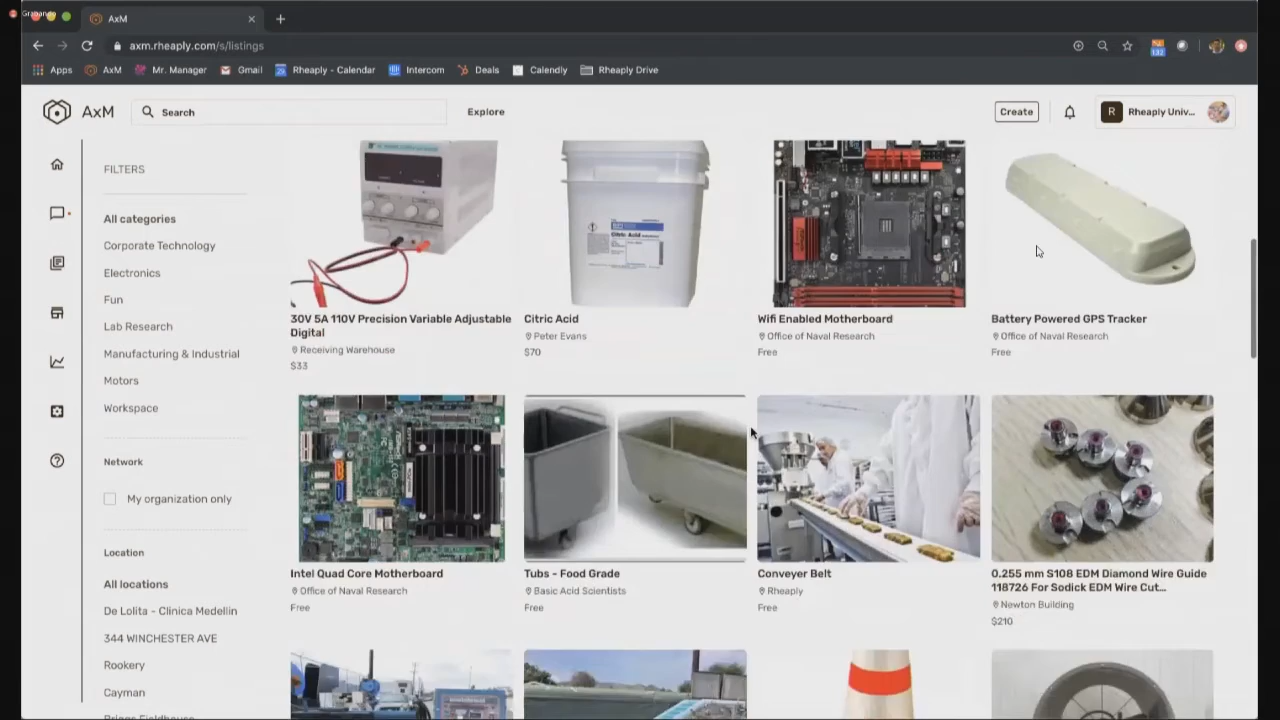 Grabando
AxM
axm.rheaply.com/s/listings
132
Apps
AxM
Mr. Manager
Gmail
Rheaply - Calendar
Intercom
Deals
Calendly
Rheaply Drive
AxM
Search
Explore
Create
R
Rheaply Univ...
FILTERS
All categories
Corporate Technology
Electronics
Fun
Lab Research
Manufacturing & Industrial
Motors
Workspace
Network
My organization only
Location
All locations
De Lolita - Clinica Medellin
344 WINCHESTER AVE
Rookery
Cayman
Briggs Fieldhouse
Citric Acid
30V 5A 110V Precision Variable Adjustable
Digital
Receiving Warehouse
$33
Citric Acid
Peter Evans
$70
Wifi Enabled Motherboard
Office of Naval Research
Free
Battery Powered GPS Tracker
Office of Naval Research
Free
Intel Quad Core Motherboard
Office of Naval Research
Free
Tubs - Food Grade
Basic Acid Scientists
Free
Conveyer Belt
Rheaply
Free
0.255 mm S108 EDM Diamond Wire Guide
118726 For Sodick EDM Wire Cut...
Newton Building
$210